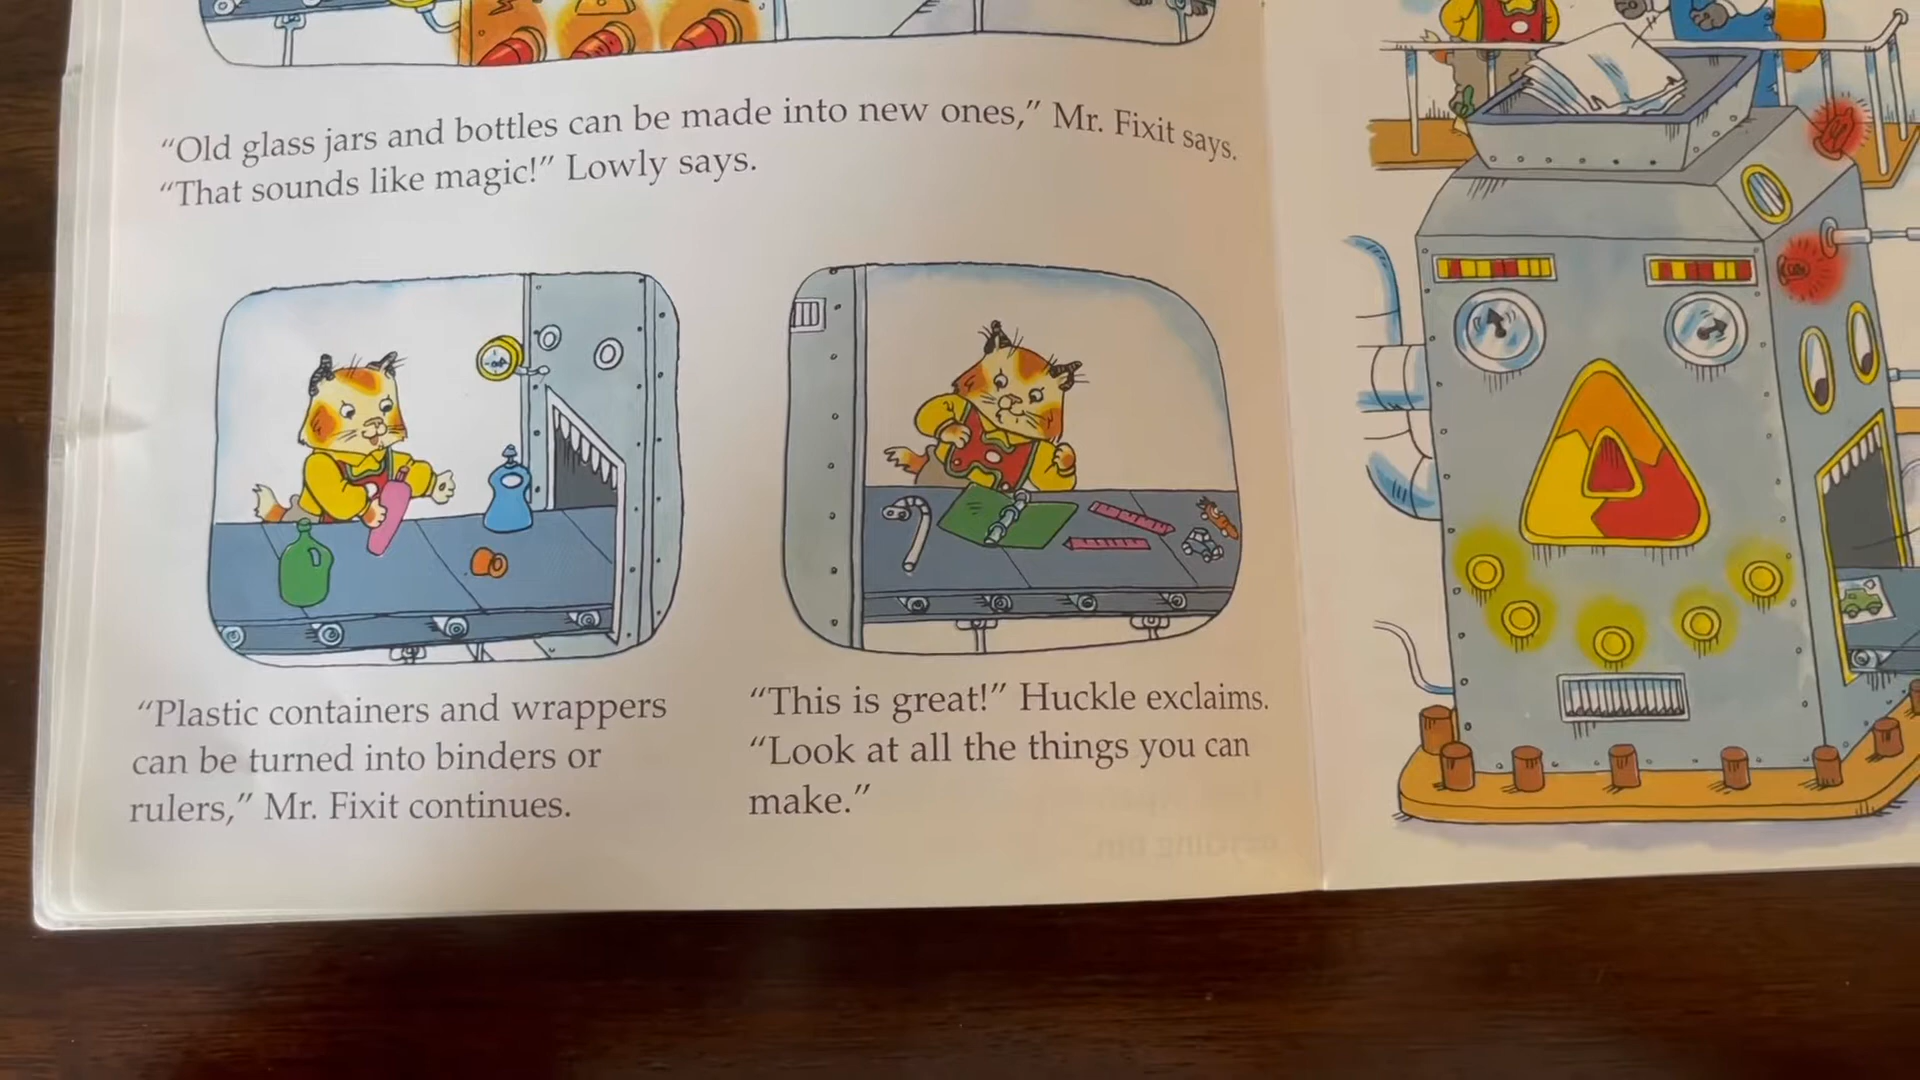 “Old glass jars and bottles can be made into new ones,” Mr. Fixit says.
“That sounds like magic!” Lowly says.
“Plastic containers and wrappers
can be turned into binders or
rulers,” Mr. Fixit continues.
“This is great!” Huckle exclaims.
“Look at all the things you can
make.”